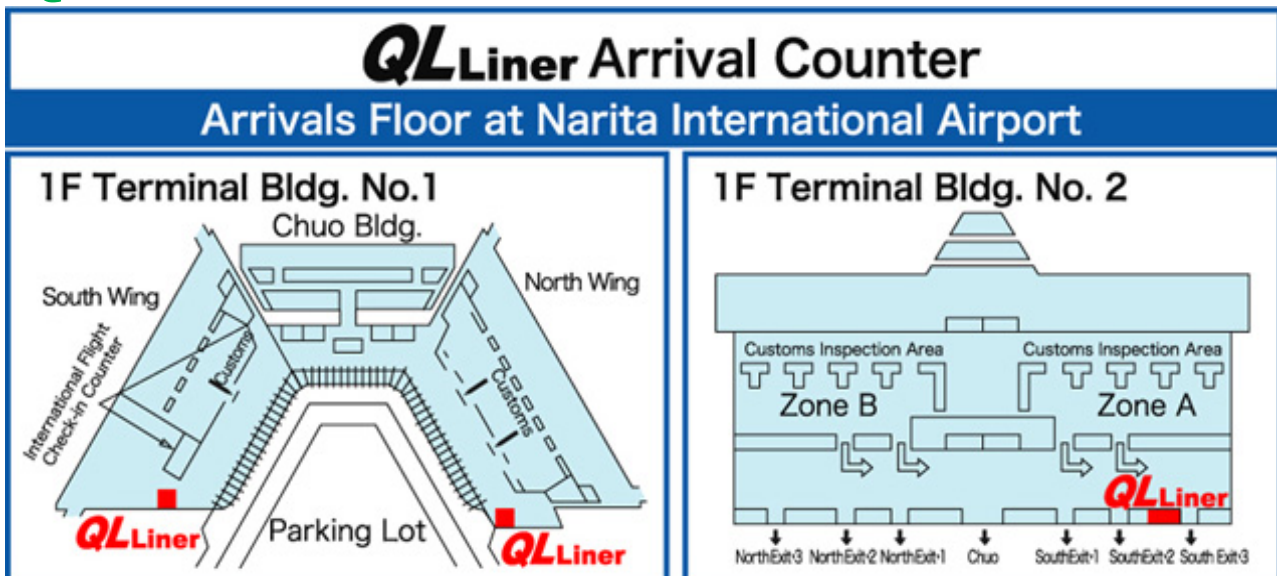 QL Liner Arrival Counter
Arrivals Floor at Narita International Airport
1F Terminal Bldg. No.1
Chuo Bldg.
South Wing
North Wing
International Flight
Check-in Counter
Customs
Customs
Parking Lot
QL Liner
QL Liner
1F Terminal Bldg. No. 2
Customs Inspection Area
Customs Inspection Area
Zone B
Zone A
QL Liner
NorthExit·3 NorthExit·2 NorthExit·1 Chuo SouthExit·1 SouthExit·2 South Exit·3